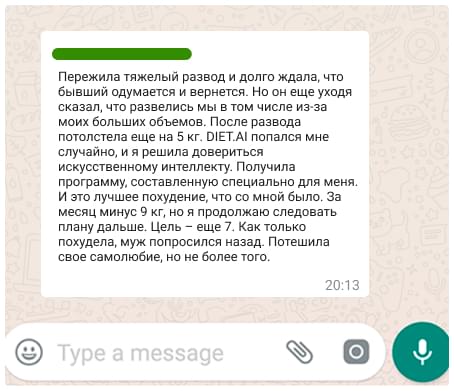 Пережила тяжелый развод и долго ждала, что
бывший одумается и вернется. Но он еще уходя
сказал, что развелись мы в том числе из-за
моих больших объемов. После развода
потолстела еще на 5 кг. DIET.AI попался мне
случайно, и я решила довериться
искусственному интеллекту. Получила
программу, составленную специально для меня.
И это лучшее похудение, что со мной было. За
месяц минус 9 кг, но я продолжаю следовать
плану дальше. Цель – еще 7. Как только
похудела, муж попросился назад. Потешила
свое самолюбие, но не более того.
20:13
Type a message